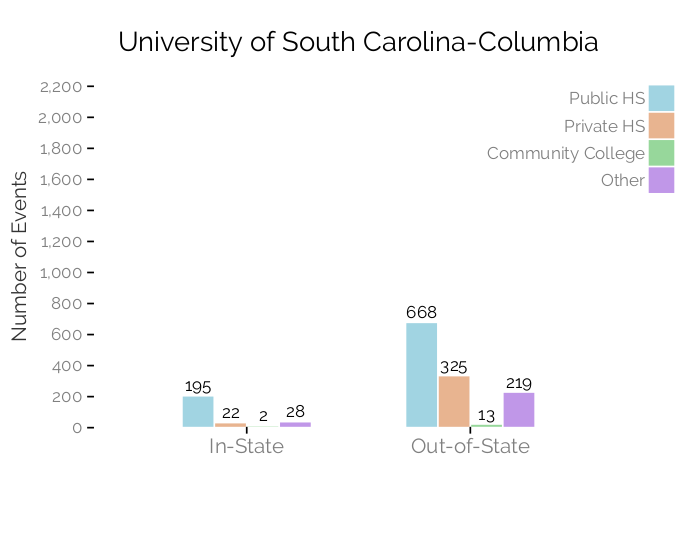 University of South Carolina-Columbia
Number of Events
2,200
2,000
1,800
1,600
1,400
1,200
1,000
800
600
400
200
0
Public HS
Private HS
Community College
Other
195
22
2
28
668
325
13
219
In-State
Out-of-State